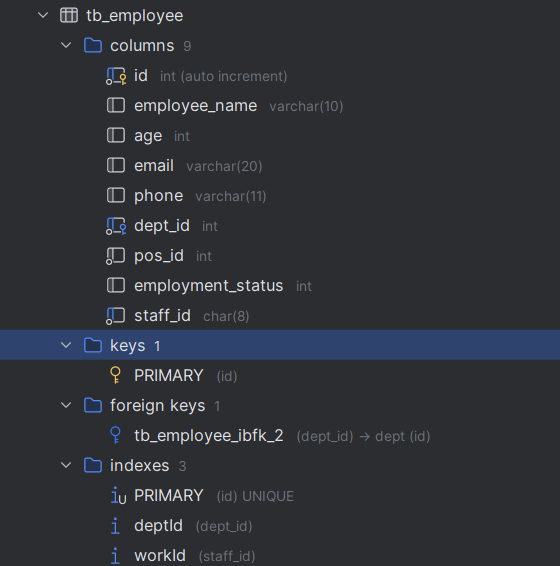 tb_employee
columns 9
id int (auto increment)
employee_name varchar(10)
age int
email varchar(20)
phone varchar(11)
dept_id int
pos_id int
employment_status int
staff_id char(8)
keys 1
PRIMARY (id)
foreign keys 1
tb_employee_ibfk_2 (dept_id) → dept (id)
indexes 3
PRIMARY (id) UNIQUE
deptId (dept_id)
workId (staff_id)